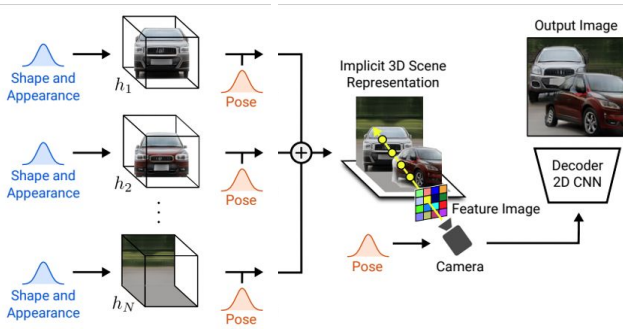 Shape and
Appearance
h1
Pose
Shape and
Appearance
h2
Pose
Shape and
Appearance
hN
Pose
Implicit 3D Scene
Representation
Feature Image
Pose
Camera
Output Image
Decoder
2D CNN